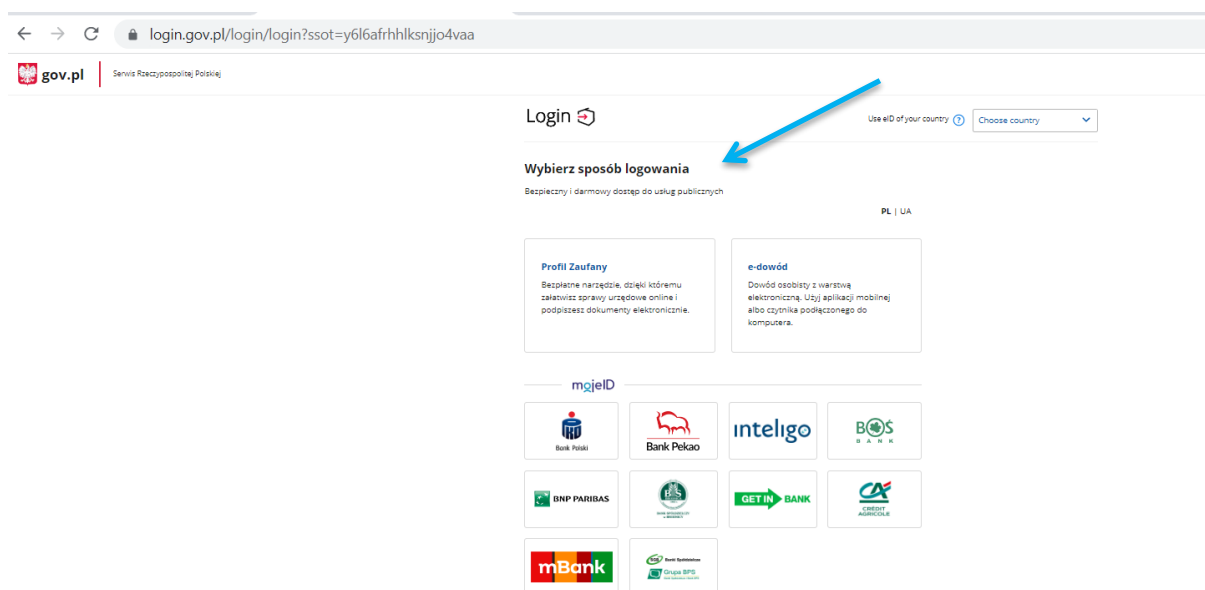 login.gov.pl/login/login?ssot=y6l6afrhhlksnjjo4vaa
gov.pl Serwis Rzeczypospolitej Polskiej
Login
Use eID of your country ? Choose country
Wybierz sposób logowania
Bezpieczny i darmowy dostęp do usług publicznych
PL | UA
Profil Zaufany
Bezpłatne narzędzie, dzięki któremu
załatwisz sprawy urzędowe online i
podpiszesz dokumenty elektronicznie.
e-dowód
Dowód osobisty z warstwą
elektroniczną. Użyj aplikacji mobilnej
albo czytnika podłączonego do
komputera.
mojeID
Bank Polski
Bank Pekao
inteligo
BOŚ
BANK
BNP PARIBAS
BS
GET IN BANK
CA
CRÉDIT
AGRICOLE
mBank
SGB Banki Spółdzielcze
Grupa BPS